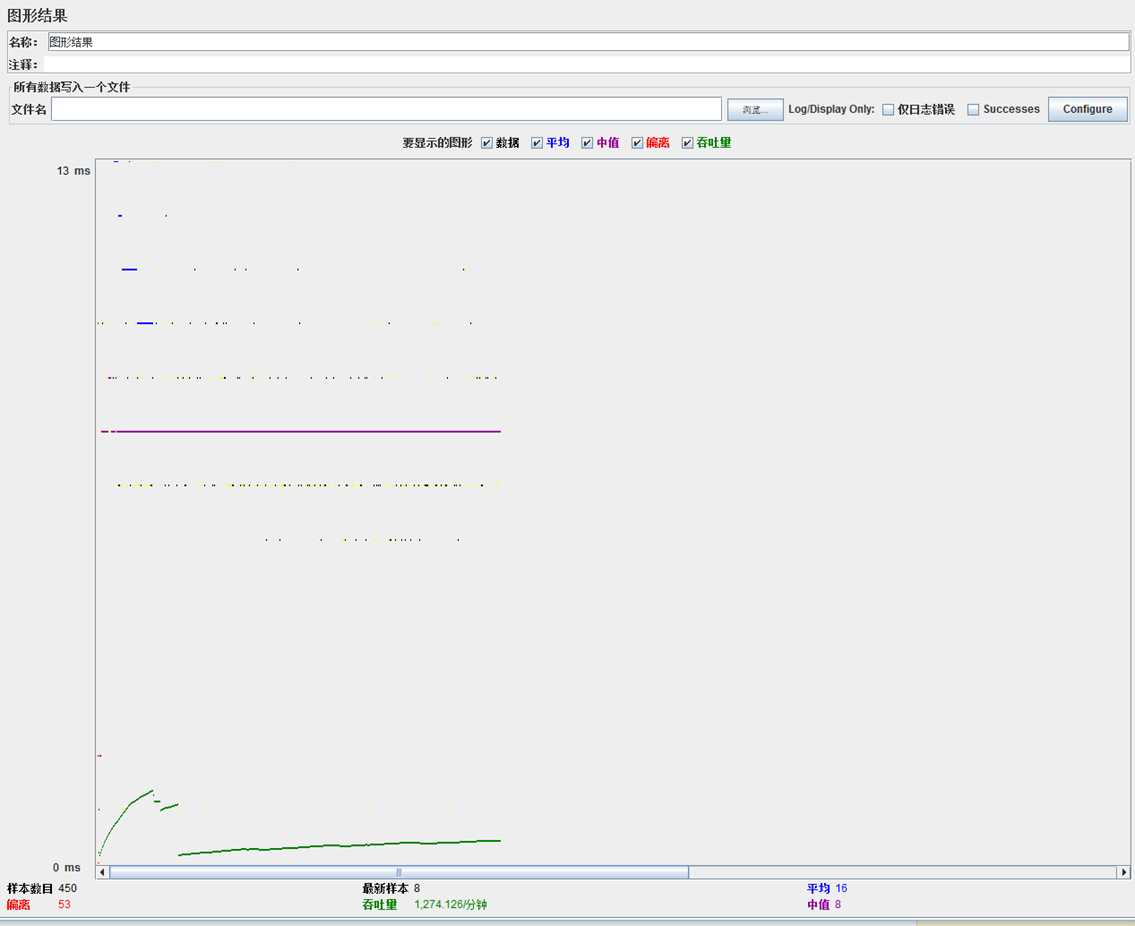 图形结果
名称： 图形结果
注释：
所有数据写入一个文件
文件名 浏览... Log/Display Only: 仅日志错误 Successes Configure
要显示的图形 数据 平均 中值 偏离 吞吐量
13 ms
0 ms
样本数目 450 最新样本 8 平均 16
偏离 53 吞吐量 1,274.126/分钟 中值 8